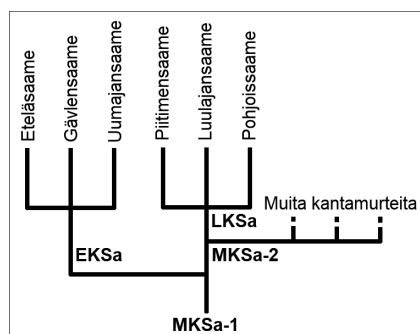 Eteläsaame
Gävlensaame
Uumajansaame
Piitimensaame
Luulajansaame
Pohjoissaame
Muita kantamurteita
LKSa
EKSa
MKSa-2
MKSa-1